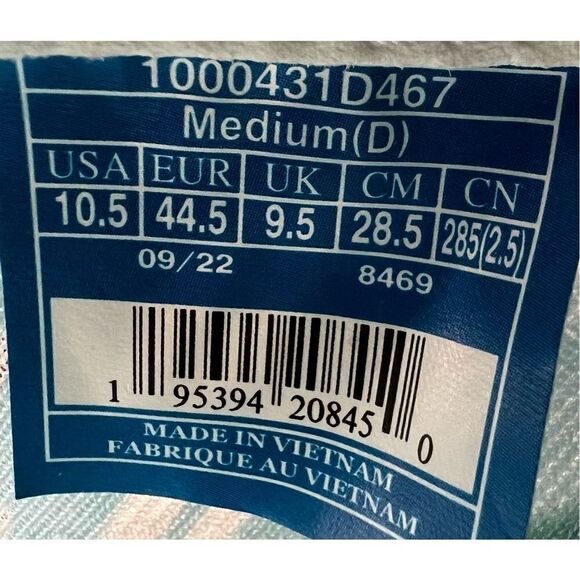 1000431D467
Medium(D)
USA EUR UK CM CN
10.5 44.5 9.5 28.5 285(2.5)
09/22 8469
1 95394 20845 0
MADE IN VIETNAM
FABRIQUE AU VIETNAM